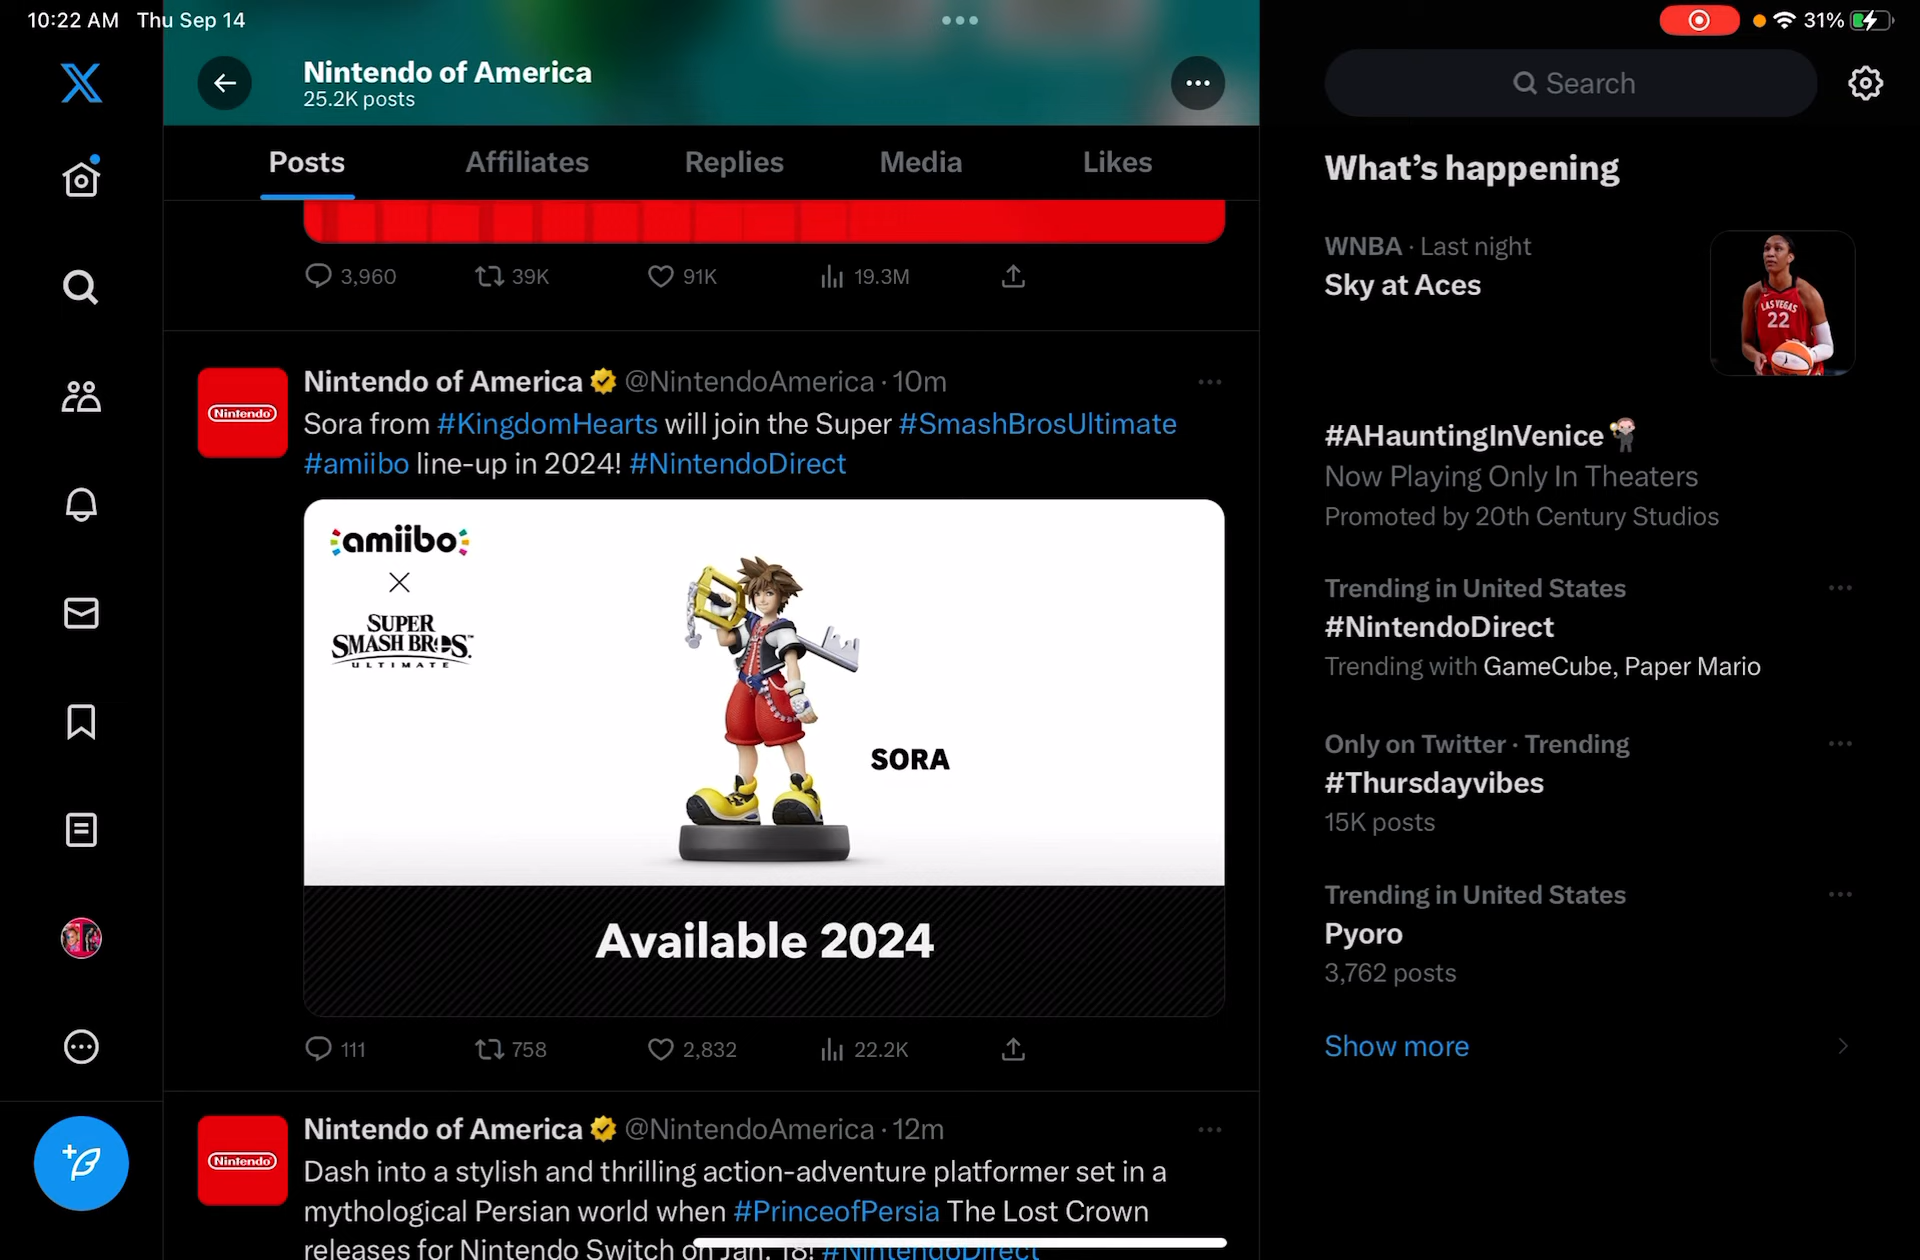 10:22 AM Thu Sep 14
31%
Nintendo of America
25.2K posts
Search
Posts Affiliates Replies Media Likes
3,960 39K 91K 19.3M
Nintendo of America @NintendoAmerica · 10m
Nintendo
Sora from #KingdomHearts will join the Super #SmashBrosUltimate
#amiibo line-up in 2024! #NintendoDirect
amiibo
X
SUPER
SMASH BROS.™
ULTIMATE
SORA
Available 2024
111 758 2,832 22.2K
Nintendo of America @NintendoAmerica · 12m
Nintendo
Dash into a stylish and thrilling action-adventure platformer set in a
mythological Persian world when #PrinceofPersia The Lost Crown
releases for Nintendo Switch on Jan. 18! #NintendoDirect
What's happening
WNBA · Last night
Sky at Aces
LAS VEGAS
22
#AHauntingInVenice
Now Playing Only In Theaters
Promoted by 20th Century Studios
Trending in United States
#NintendoDirect
Trending with GameCube, Paper Mario
Only on Twitter · Trending
#Thursdayvibes
15K posts
Trending in United States
Pyoro
3,762 posts
Show more